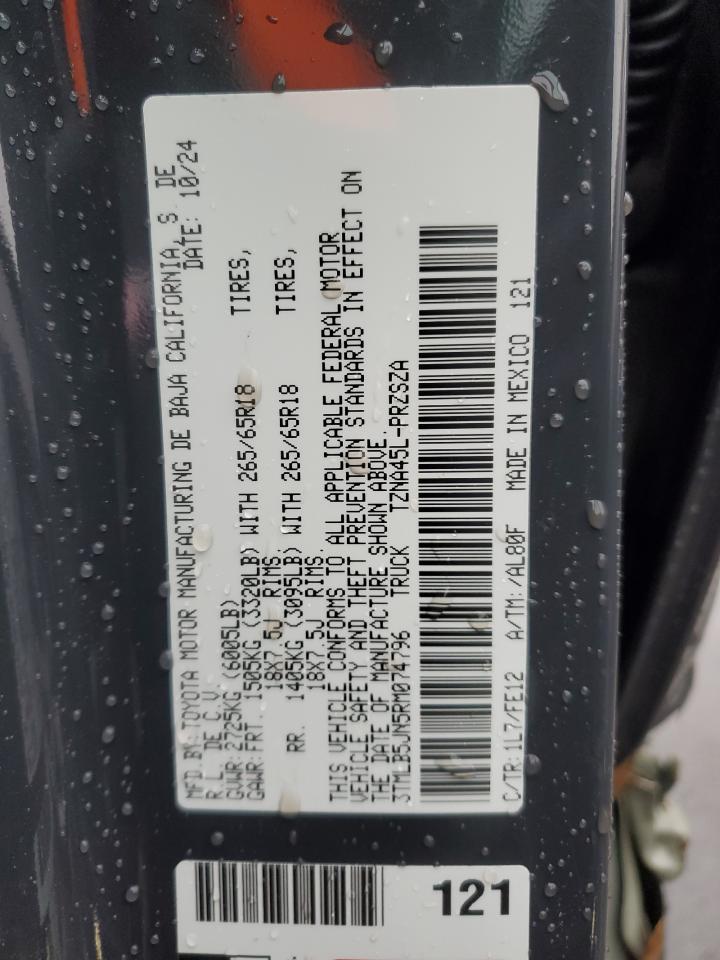 MFD BY:TOYOTA MOTOR MANUFACTURING DE BAJA CALIFORNIA, S. DE
R.L. DE C.V. DATE: 10/24
GVWR:2725KG (6005LB)
GAWR:FRT. 1505KG (3320LB) WITH 265/65R18 TIRES,
18X7.5J RIMS.
RR. 1405KG (3095LB) WITH 265/65R18 TIRES,
18X7.5J RIMS.
THIS VEHICLE CONFORMS TO ALL APPLICABLE FEDERAL MOTOR
VEHICLE SAFETY AND THEFT PREVENTION STANDARDS IN EFFECT ON
THE DATE OF MANUFACTURE SHOWN ABOVE.
3TMLB5JN5RM074796 TRUCK TZNA45L-PRZSZA
C/TR:1L7/FE12 A/TM:/AL80F MADE IN MEXICO 121
121